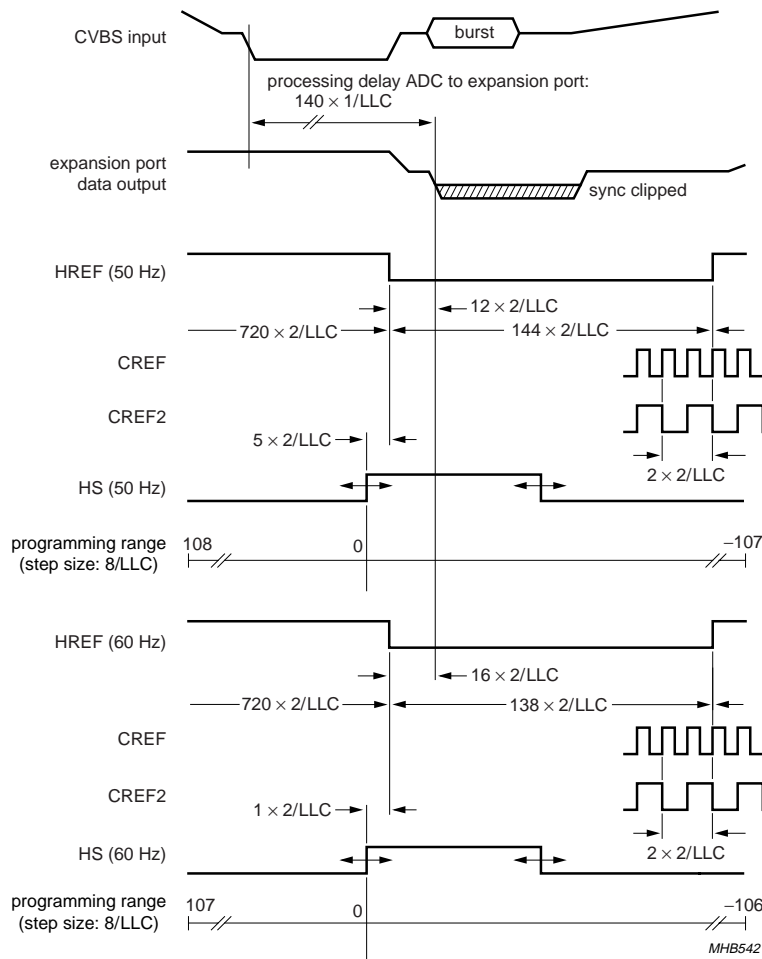 CVBS input
burst
processing delay ADC to expansion port:
140 × 1/LLC
expansion port
data output
sync clipped
HREF (50 Hz)
12 × 2/LLC
720 × 2/LLC
144 × 2/LLC
CREF
CREF2
5 × 2/LLC
2 × 2/LLC
HS (50 Hz)
programming range
(step size: 8/LLC)
108
0
−107
HREF (60 Hz)
16 × 2/LLC
720 × 2/LLC
138 × 2/LLC
CREF
CREF2
1 × 2/LLC
2 × 2/LLC
HS (60 Hz)
programming range
(step size: 8/LLC)
107
0
−106
MHB542